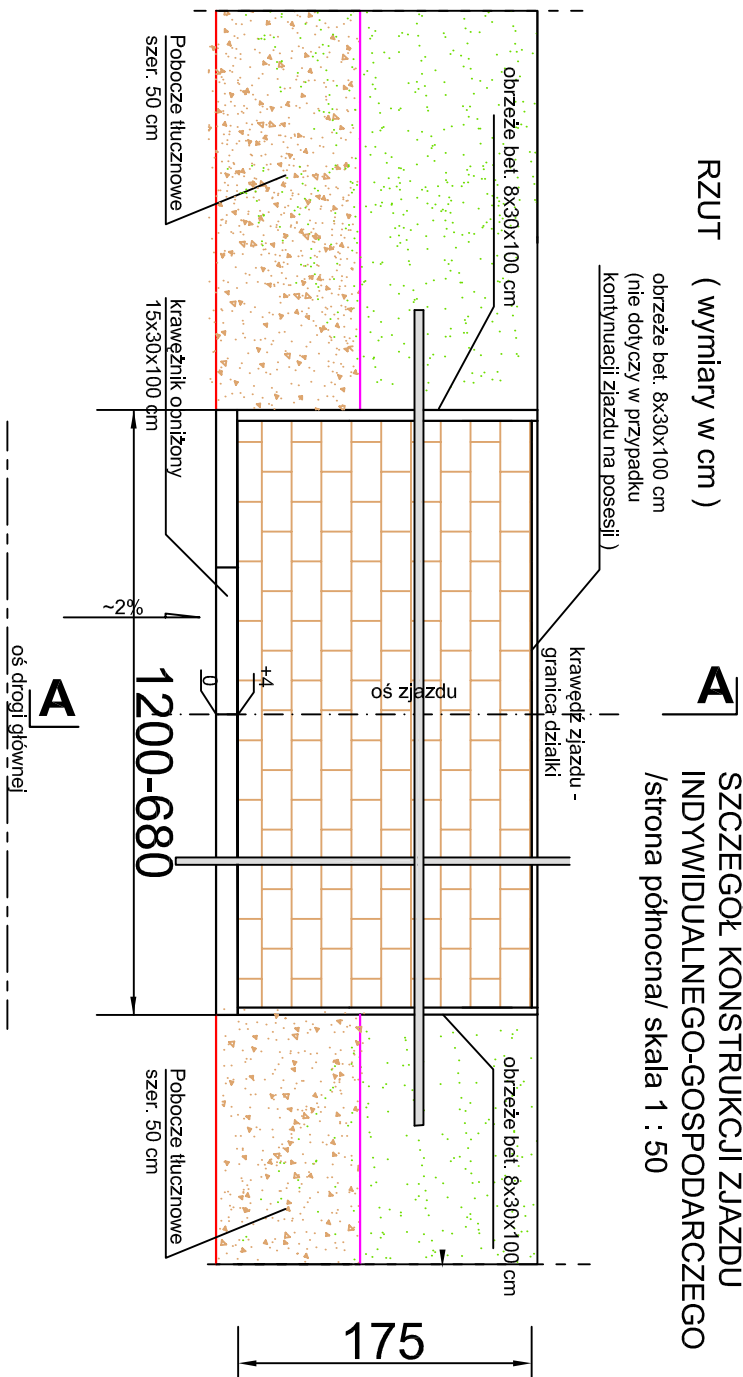 SZCZEGÓŁ KONSTRUKCJI ZJAZDU
INDYWIDUALNEGO-GOSPODARCZEGO
/strona północna/ skala 1 : 50
RZUT ( wymiary w cm )
A
obrzeże bet. 8x30x100 cm
(nie dotyczy w przypadku
kontynuacji zjazdu na posesji )
krawędź zjazdu -
granica działki
obrzeże bet. 8x30x100 cm
obrzeże bet. 8x30x100 cm
oś zjazdu
175
+4
0
Pobocze tłucznowe
szer. 50 cm
krawężnik obniżony
15x30x100 cm
Pobocze tłucznowe
szer. 50 cm
1200-680
~2%
A
oś drogi głównej